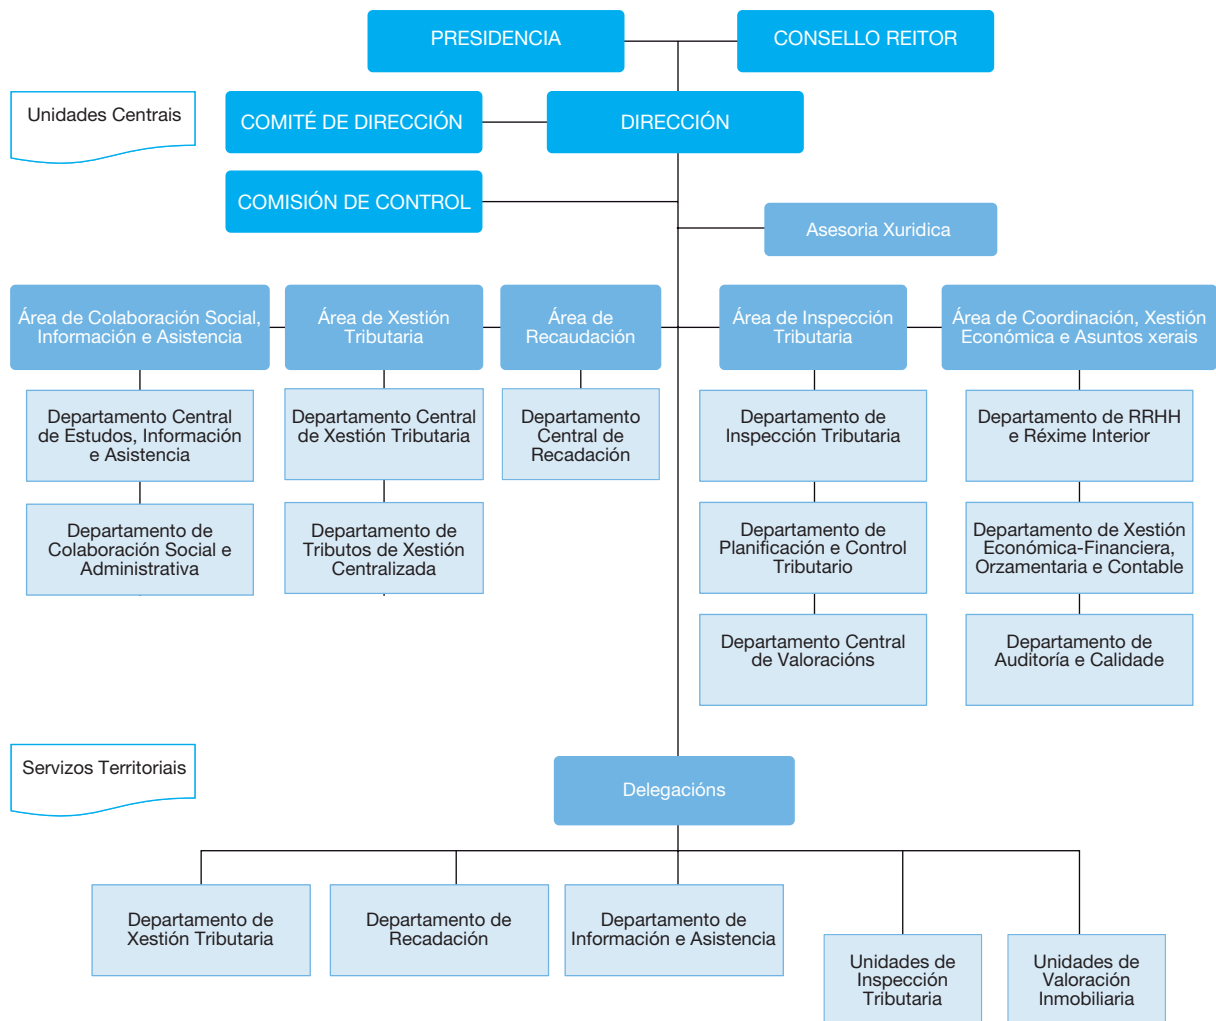 PRESIDENCIA
CONSELLO REITOR
Unidades Centrais
COMITÉ DE DIRECCIÓN
DIRECCIÓN
COMISIÓN DE CONTROL
Asesoria Xuridica
Área de Colaboración Social,
Información e Asistencia
Área de Xestión
Tributaria
Área de
Recaudación
Área de Inspección
Tributaria
Área de Coordinación, Xestión
Económica e Asuntos xerais
Departamento Central
de Estudos, Información
e Asistencia
Departamento Central
de Xestión Tributaria
Departamento
Central de
Recadación
Departamento de
Inspección Tributaria
Departamento de RRHH
e Réxime Interior
Departamento de
Colaboración Social e
Administrativa
Departamento de
Tributos de Xestión
Centralizada
Departamento de
Planificación e Control
Tributario
Departamento de Xestión
Económica-Financiera,
Orzamentaria e Contable
Departamento Central
de Valoracións
Departamento de
Auditoría e Calidade
Servizos Territoriais
Delegacións
Departamento de
Xestión Tributaria
Departamento de
Recadación
Departamento de
Información e Asistencia
Unidades de
Inspección
Tributaria
Unidades de
Valoración
Inmobiliaria